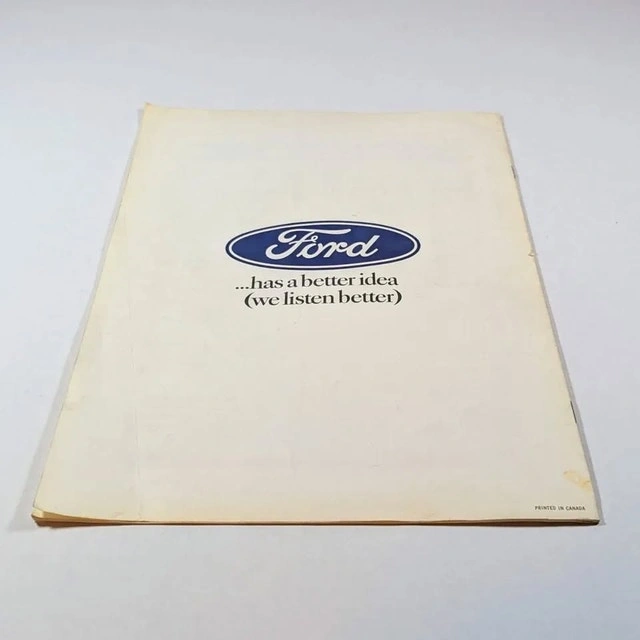 Ford
...has a better idea
(we listen better)
PRINTED IN CANADA